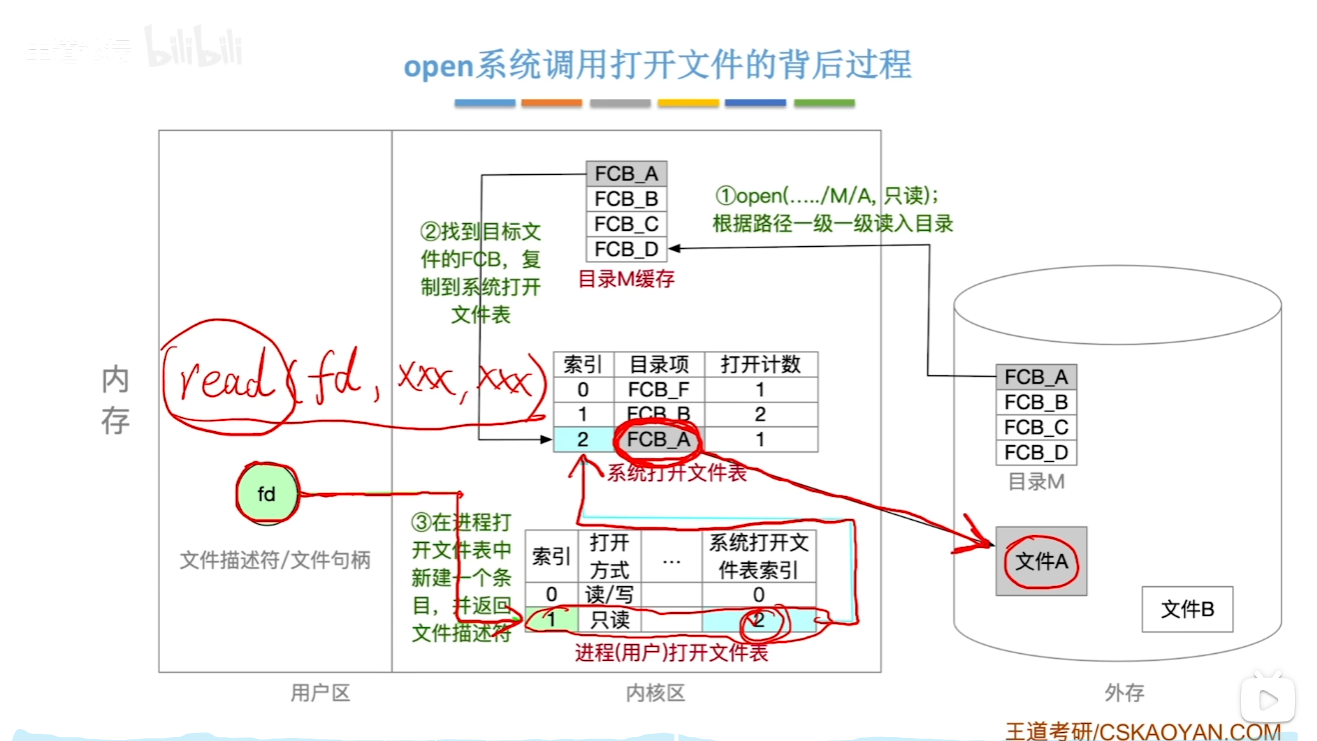 bilibili
open系统调用打开文件的背后过程
FCB_A
FCB_B
FCB_C
FCB_D
目录M缓存
①open(…../M/A, 只读);
根据路径一级一级读入目录
②找到目标文
件的FCB，复
制到系统打开
文件表
内
存
read(fd, xxx, xxx)
索引 目录项 打开计数
0 FCB_F 1
1 FCB_B 2
2 FCB_A 1
系统打开文件表
FCB_A
FCB_B
FCB_C
FCB_D
目录M
fd
文件描述符/文件句柄
③在进程打
开文件表中
新建一个条
目，并返回
文件描述符
索引 打开 … 系统打开文
方式 件表索引
0 读/写 0
1 只读 2
进程(用户)打开文件表
文件A
文件B
用户区
内核区
外存
王道考研/CSKAOYAN.COM